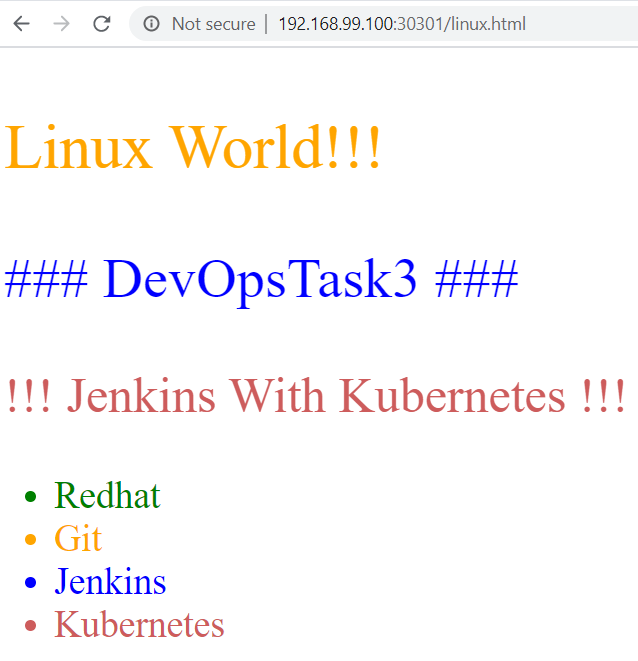 Not secure | 192.168.99.100:30301/linux.html
Linux World!!!
### DevOpsTask3 ###
!!! Jenkins With Kubernetes !!!
• Redhat
• Git
• Jenkins
• Kubernetes